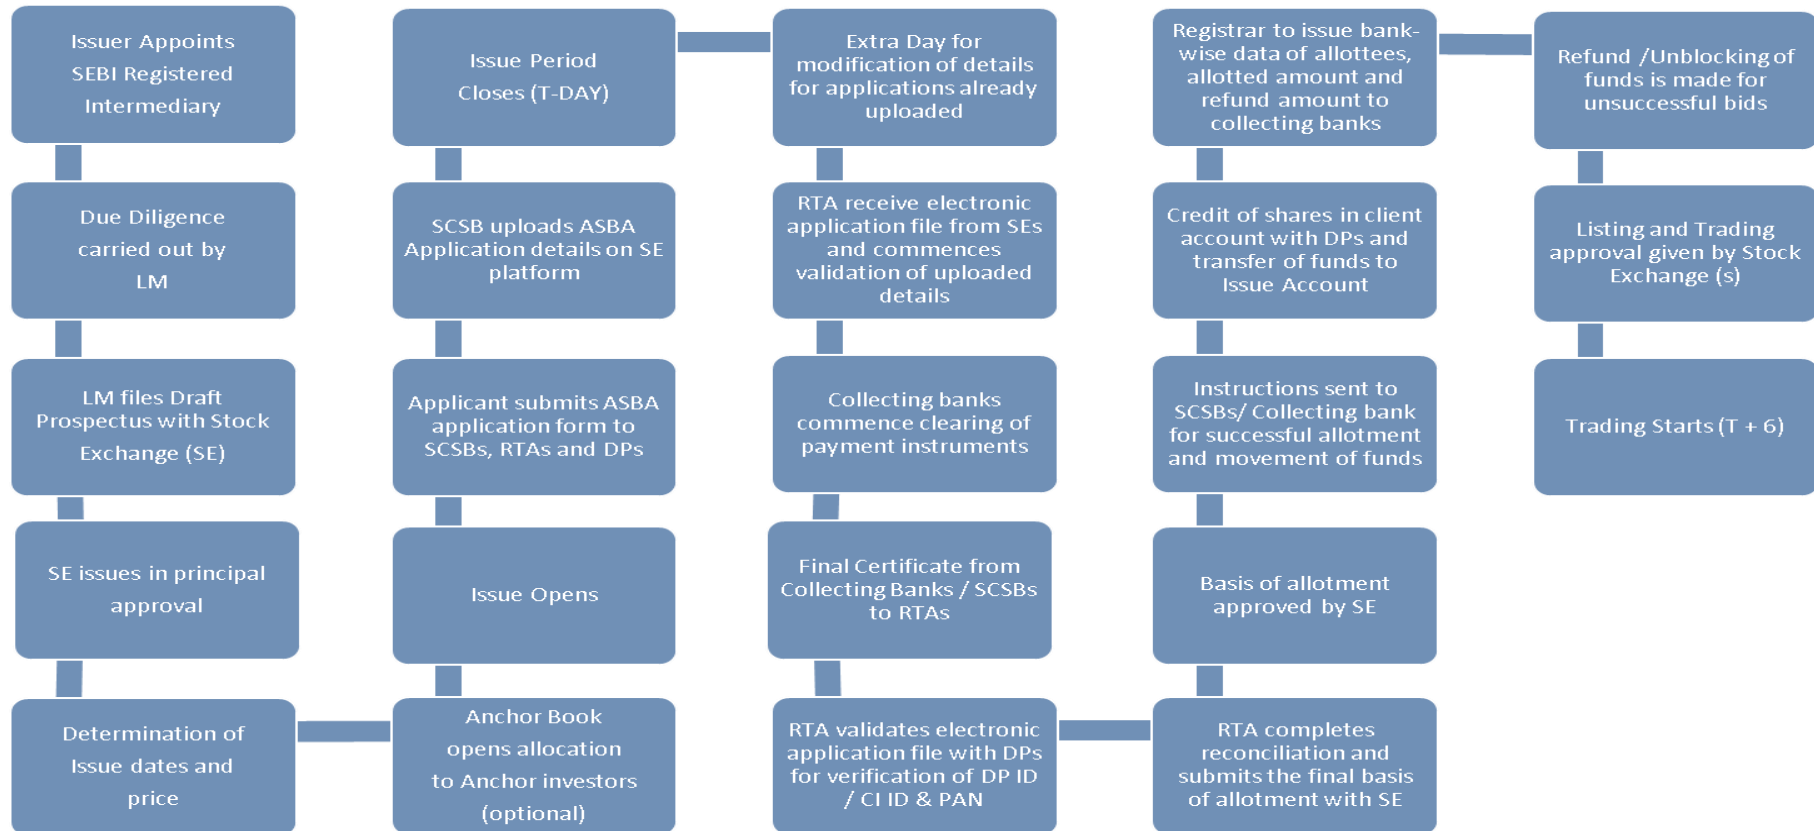 Issuer Appoints
SEBI Registered
Intermediary
Due Diligence
carried out by
LM
LM files Draft
Prospectus with Stock
Exchange (SE)
SE issues in principal
approval
Determination of
Issue dates and
price
Anchor Book
opens allocation
to Anchor investors
(optional)
Issue Opens
Applicant submits ASBA
application form to
SCSBs, RTAs and DPs
SCSB uploads ASBA
Application details on SE
platform
Issue Period
Closes (T-DAY)
Extra Day for
modification of details
for applications already
uploaded
RTA receive electronic
application file from SEs
and commences
validation of uploaded
details
Collecting banks
commence clearing of
payment instruments
Final Certificate from
Collecting Banks / SCSBs
to RTAs
RTA validates electronic
application file with DPs
for verification of DP ID
/ CI ID & PAN
RTA completes
reconciliation and
submits the final basis
of allotment with SE
Basis of allotment
approved by SE
Instructions sent to
SCSBs/ Collecting bank
for successful allotment
and movement of funds
Credit of shares in client
account with DPs and
transfer of funds to
Issue Account
Registrar to issue bank-
wise data of allottees,
allotted amount and
refund amount to
collecting banks
Refund /Unblocking of
funds is made for
unsuccessful bids
Listing and Trading
approval given by Stock
Exchange (s)
Trading Starts (T + 6)